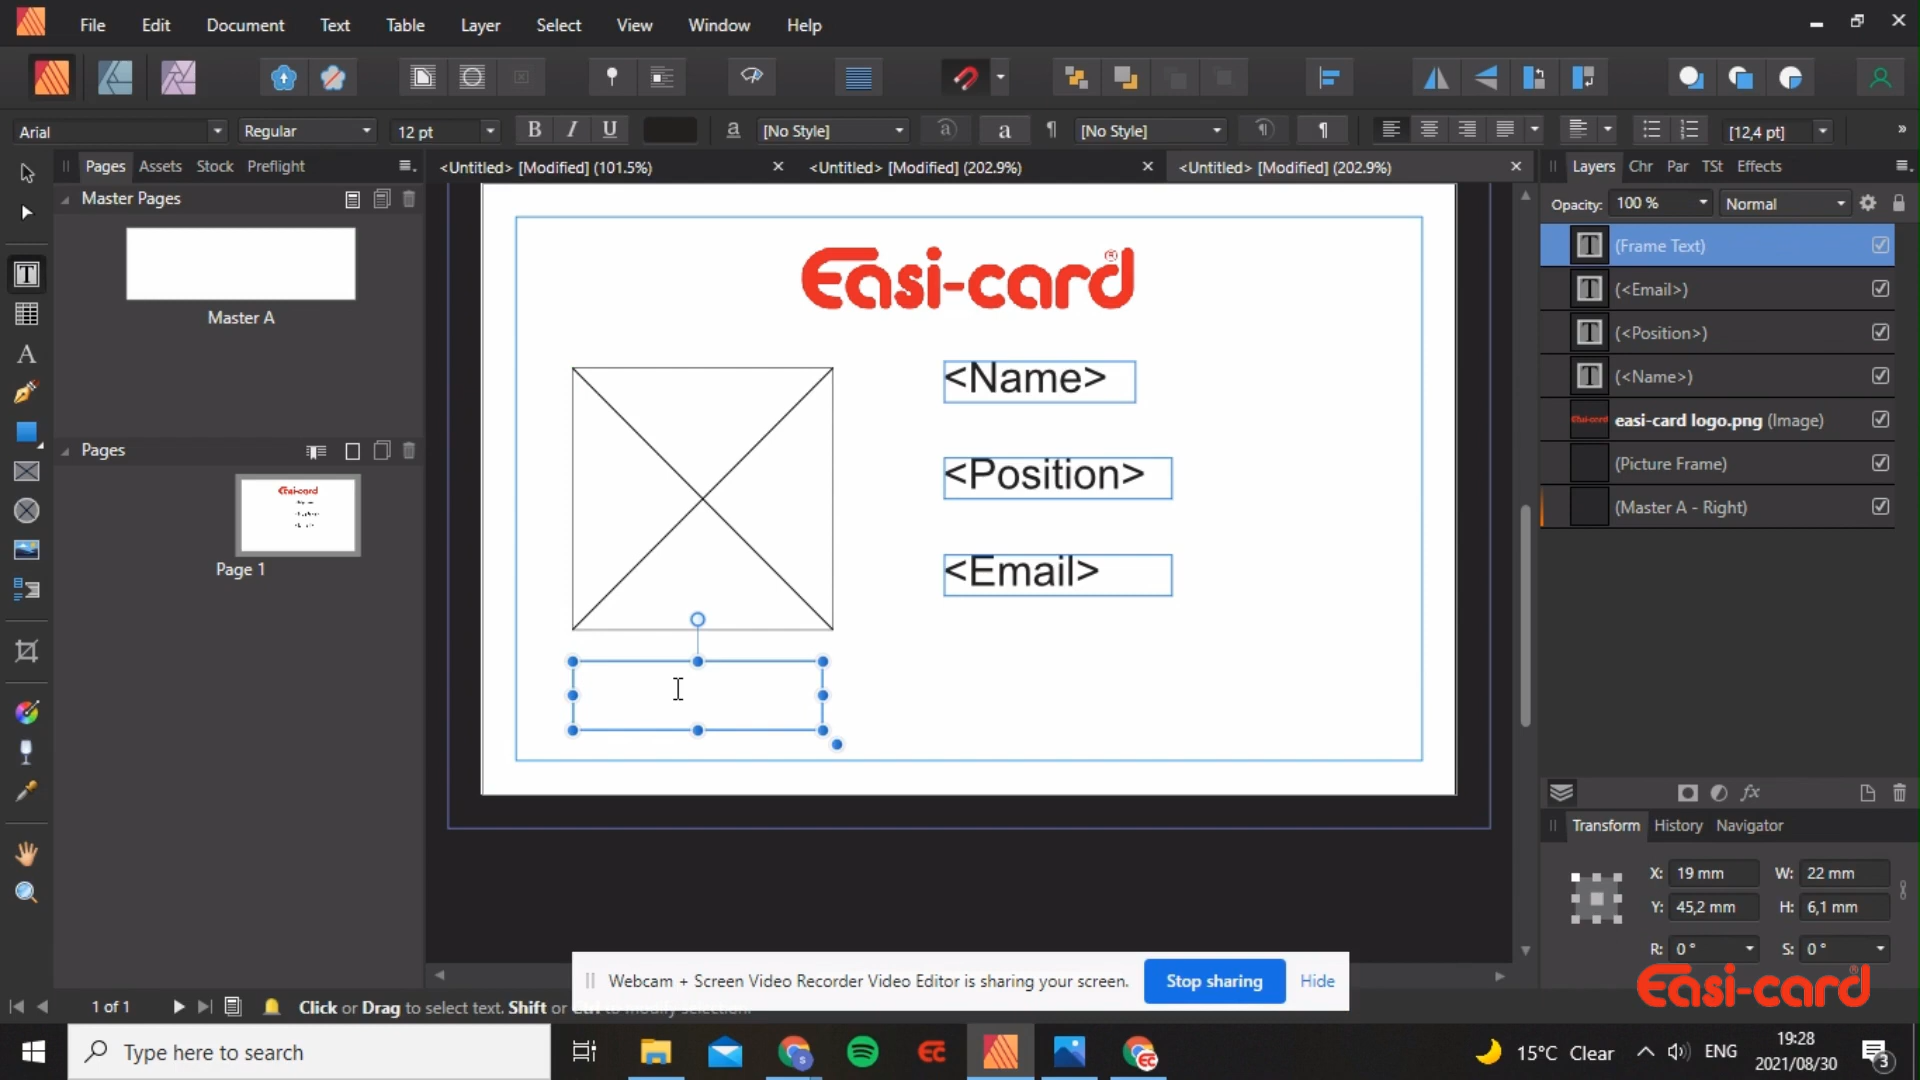 File Edit Document Text Table Layer Select View Window Help
Arial Regular 12 pt B I U a [No Style] a a ¶ [No Style] ¶ ¶ [12,4 pt] »
Pages Assets Stock Preflight
<Untitled> [Modified] (101.5%) <Untitled> [Modified] (202.9%) <Untitled> [Modified] (202.9%)
Layers Chr Par TSt Effects
Master Pages
Opacity: 100 % Normal
Master A
(Frame Text)
(<Email>)
(<Position>)
(<Name>)
easi-card logo.png (Image)
(Picture Frame)
(Master A - Right)
Easi-card®
<Name>
<Position>
<Email>
Pages
Page 1
Transform History Navigator
X: 19 mm W: 22 mm
Y: 45,2 mm H: 6,1 mm
R: 0 ° S: 0 °
Webcam + Screen Video Recorder Video Editor is sharing your screen. Stop sharing Hide
Easi-card®
1 of 1 Click or Drag to select text. Shift or Ctrl to modify selection.
Type here to search
15°C Clear ENG 19:28
2021/08/30 3